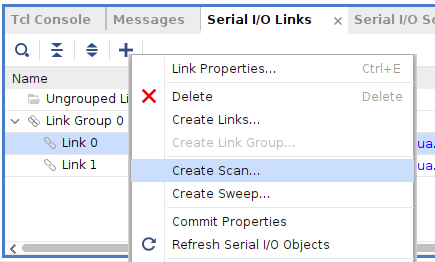 Tcl Console Messages Serial I/O Links × Serial I/O Sc
Name
Ungrouped Li
Link Group 0
Link 0 ua.
Link 1 ua.
Link Properties... Ctrl+E
Delete Delete
Create Links...
Create Link Group...
Create Scan...
Create Sweep...
Commit Properties
Refresh Serial I/O Objects